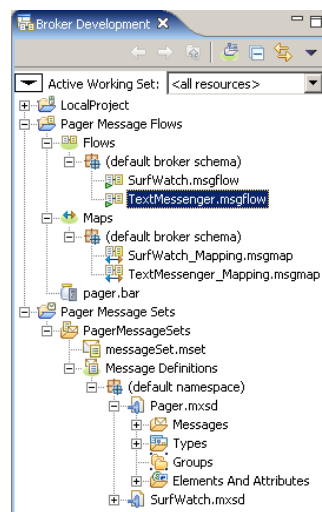 Broker Development
Active Working Set: <all resources>
LocalProject
Pager Message Flows
Flows
(default broker schema)
SurfWatch.msgflow
TextMessenger.msgflow
Maps
(default broker schema)
SurfWatch_Mapping.msgmap
TextMessenger_Mapping.msgmap
pager.bar
Pager Message Sets
PagerMessageSets
messageSet.mset
Message Definitions
(default namespace)
Pager.mxsd
Messages
Types
Groups
Elements And Attributes
SurfWatch.mxsd